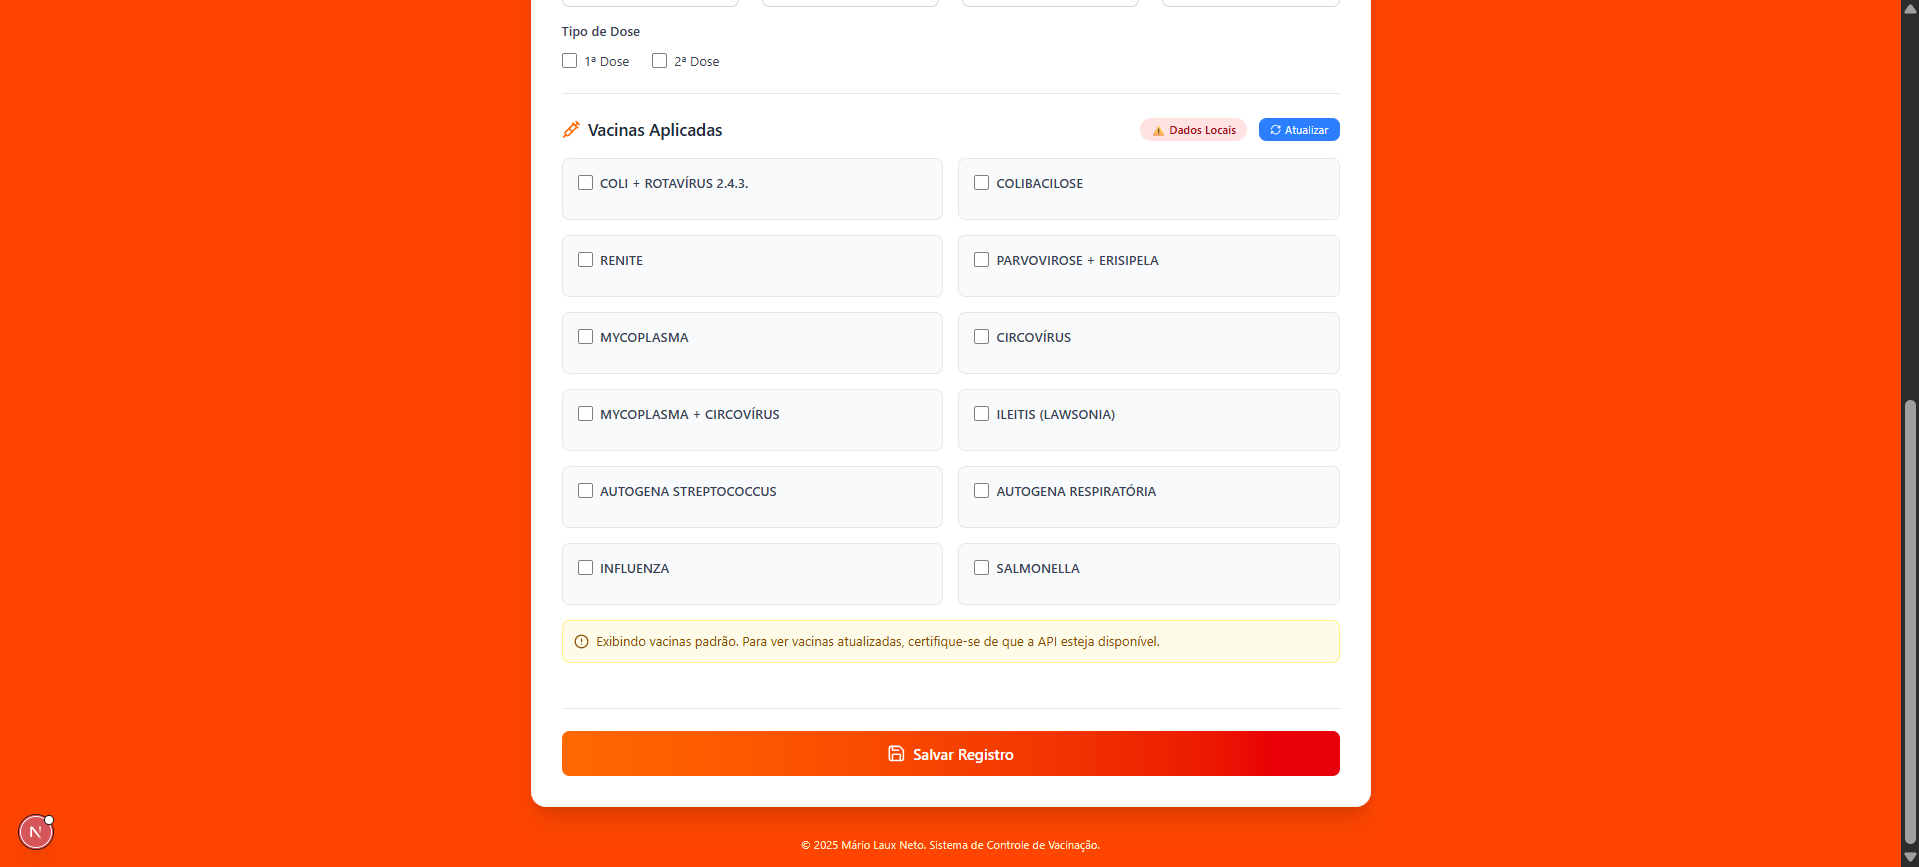 Tipo de Dose
1ª Dose 2ª Dose
Vacinas Aplicadas
Dados Locais
Atualizar
COLI + ROTAVÍRUS 2.4.3.
COLIBACILOSE
RENITE
PARVOVIROSE + ERISIPELA
MYCOPLASMA
CIRCOVÍRUS
MYCOPLASMA + CIRCOVÍRUS
ILEITIS (LAWSONIA)
AUTOGENA STREPTOCOCCUS
AUTOGENA RESPIRATÓRIA
INFLUENZA
SALMONELLA
Exibindo vacinas padrão. Para ver vacinas atualizadas, certifique-se de que a API esteja disponível.
Salvar Registro
N
© 2025 Mário Laux Neto. Sistema de Controle de Vacinação.